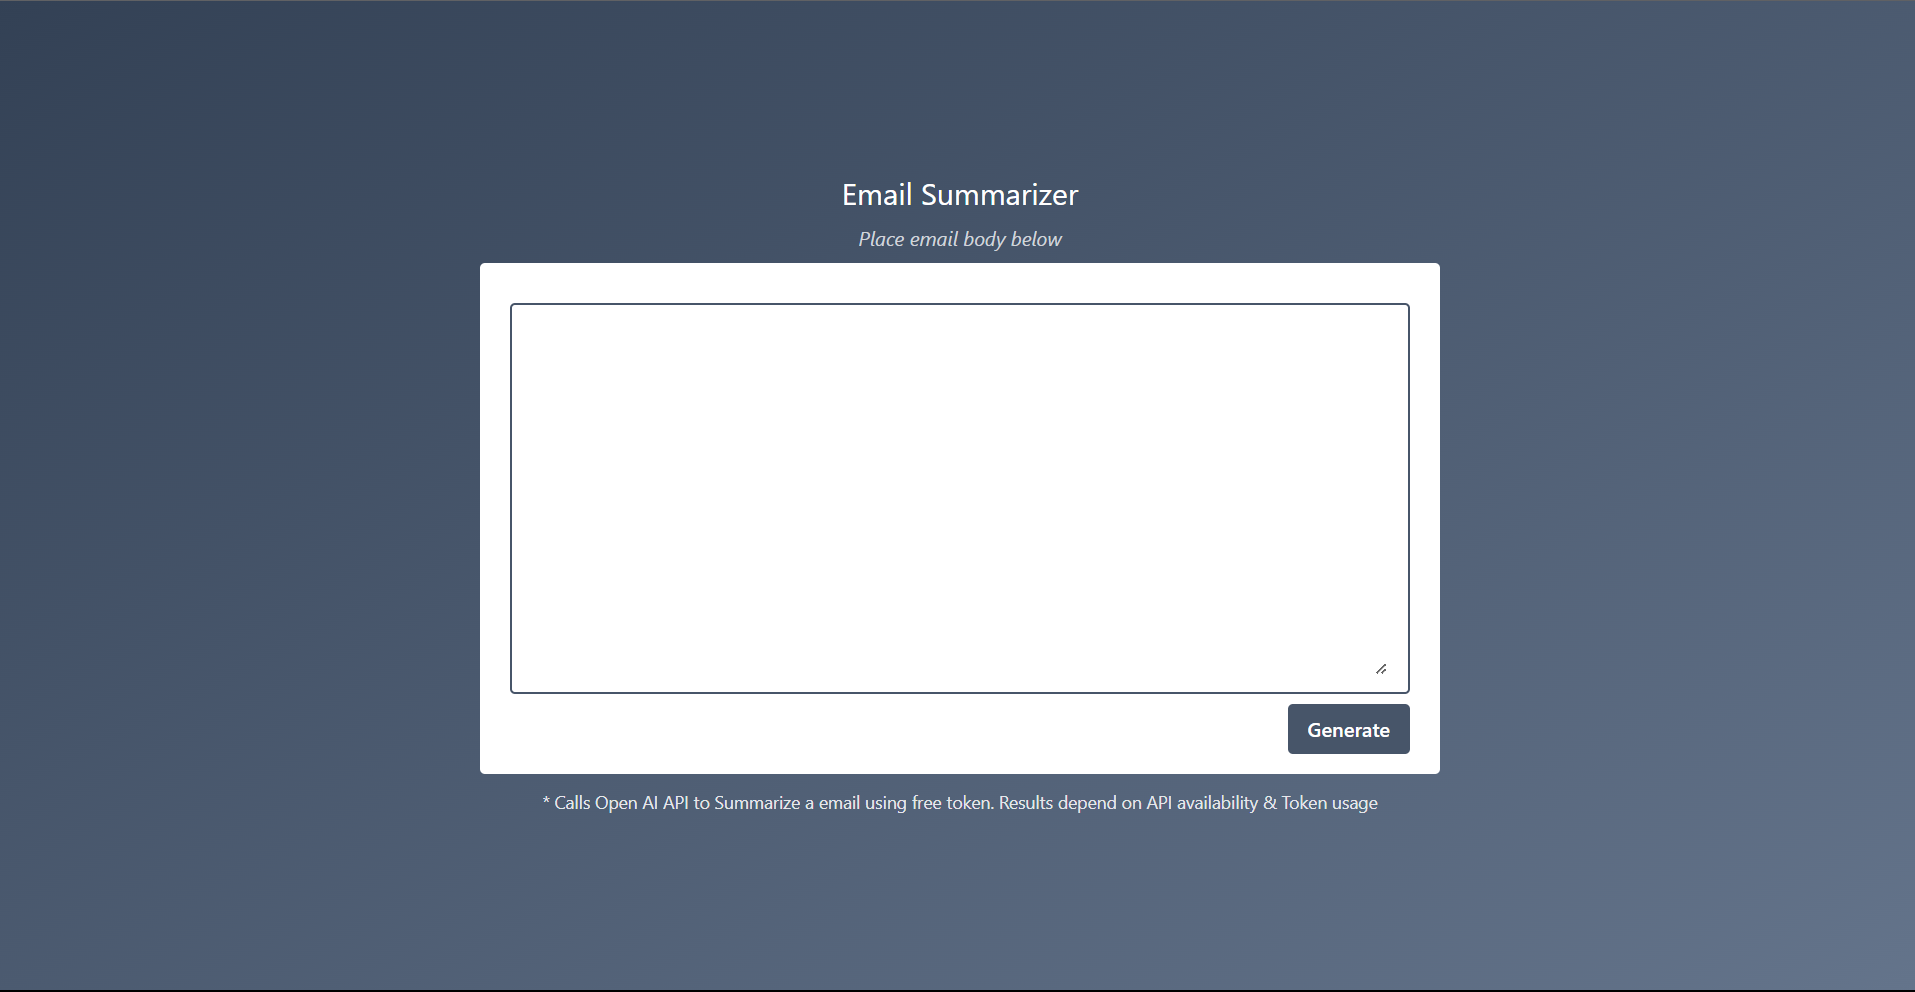 Email Summarizer
Place email body below
Generate
* Calls Open AI API to Summarize a email using free token. Results depend on API availability & Token usage